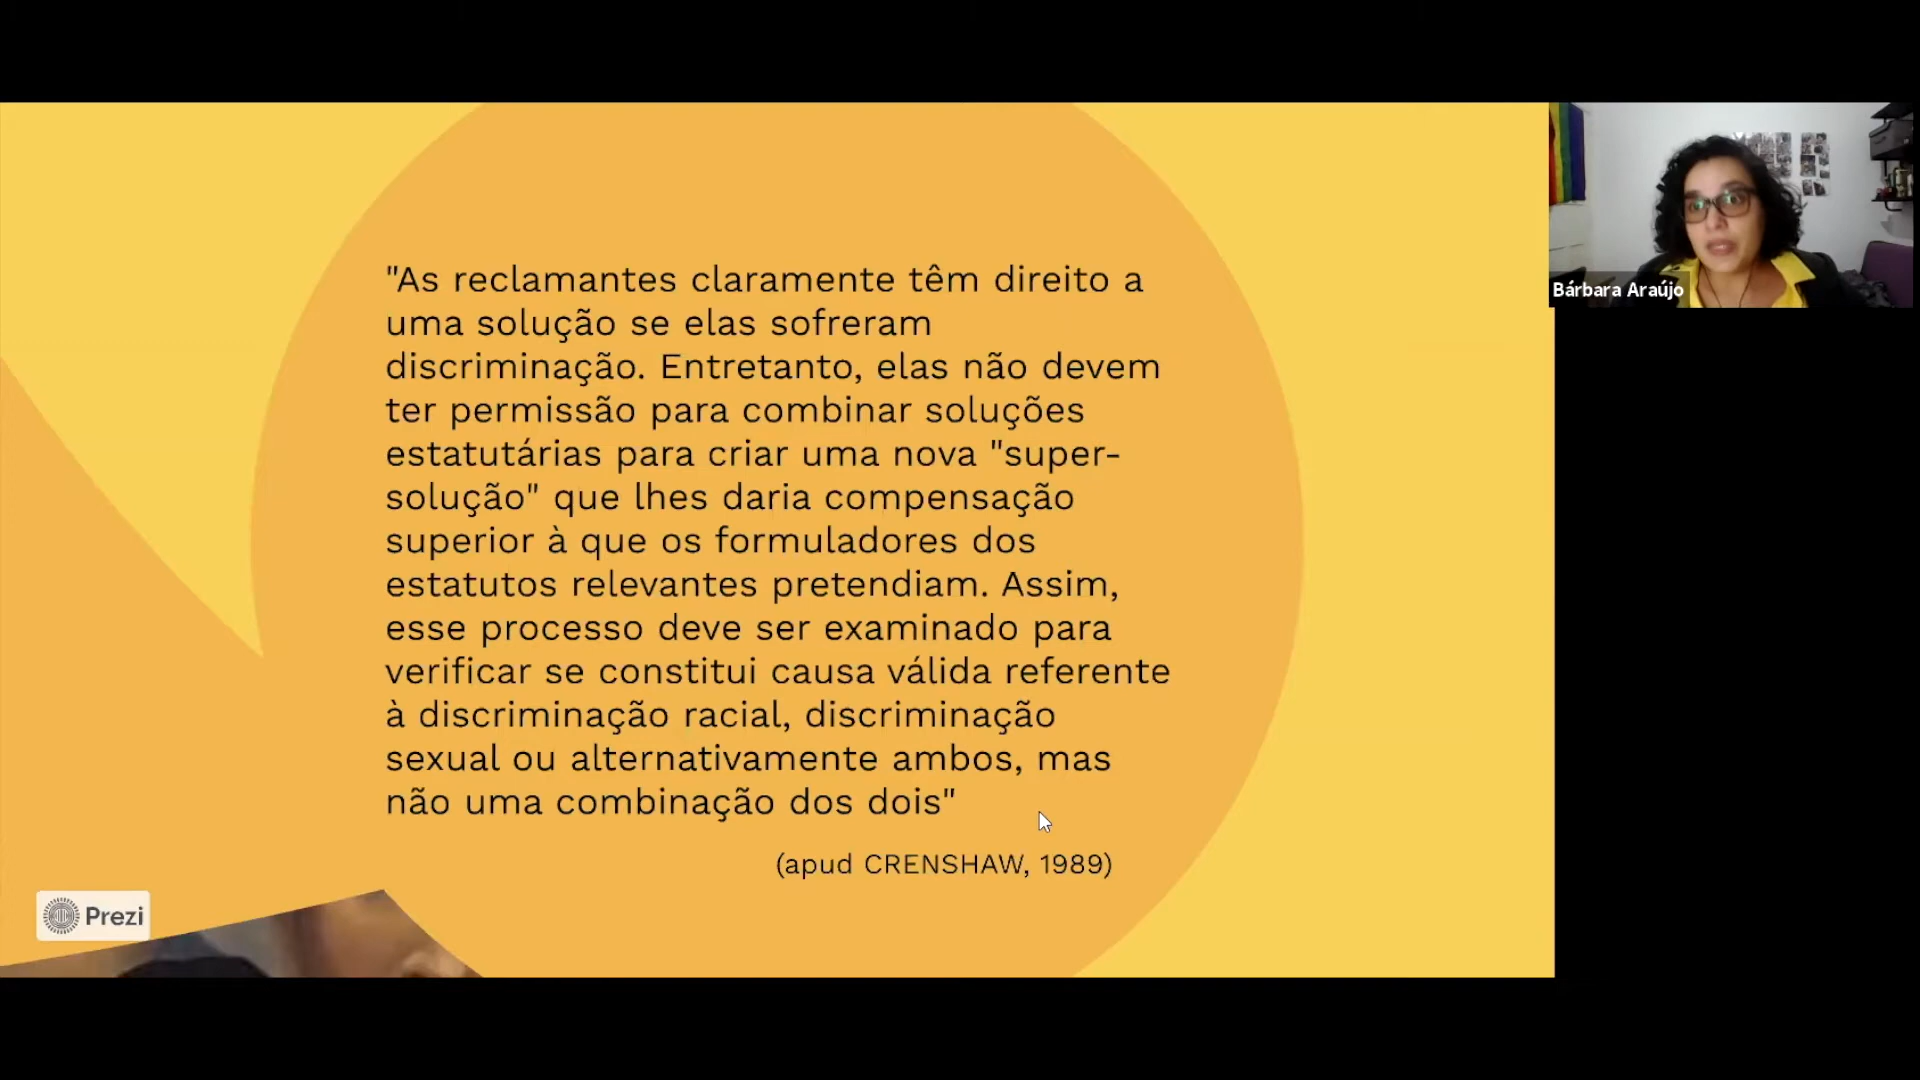 "As reclamantes claramente têm direito a
uma solução se elas sofreram
discriminação. Entretanto, elas não devem
ter permissão para combinar soluções
estatutárias para criar uma nova "super-
solução" que lhes daria compensação
superior à que os formuladores dos
estatutos relevantes pretendiam. Assim,
esse processo deve ser examinado para
verificar se constitui causa válida referente
à discriminação racial, discriminação
sexual ou alternativamente ambos, mas
não uma combinação dos dois"
(apud CRENSHAW, 1989)
Prezi
Bárbara Araújo